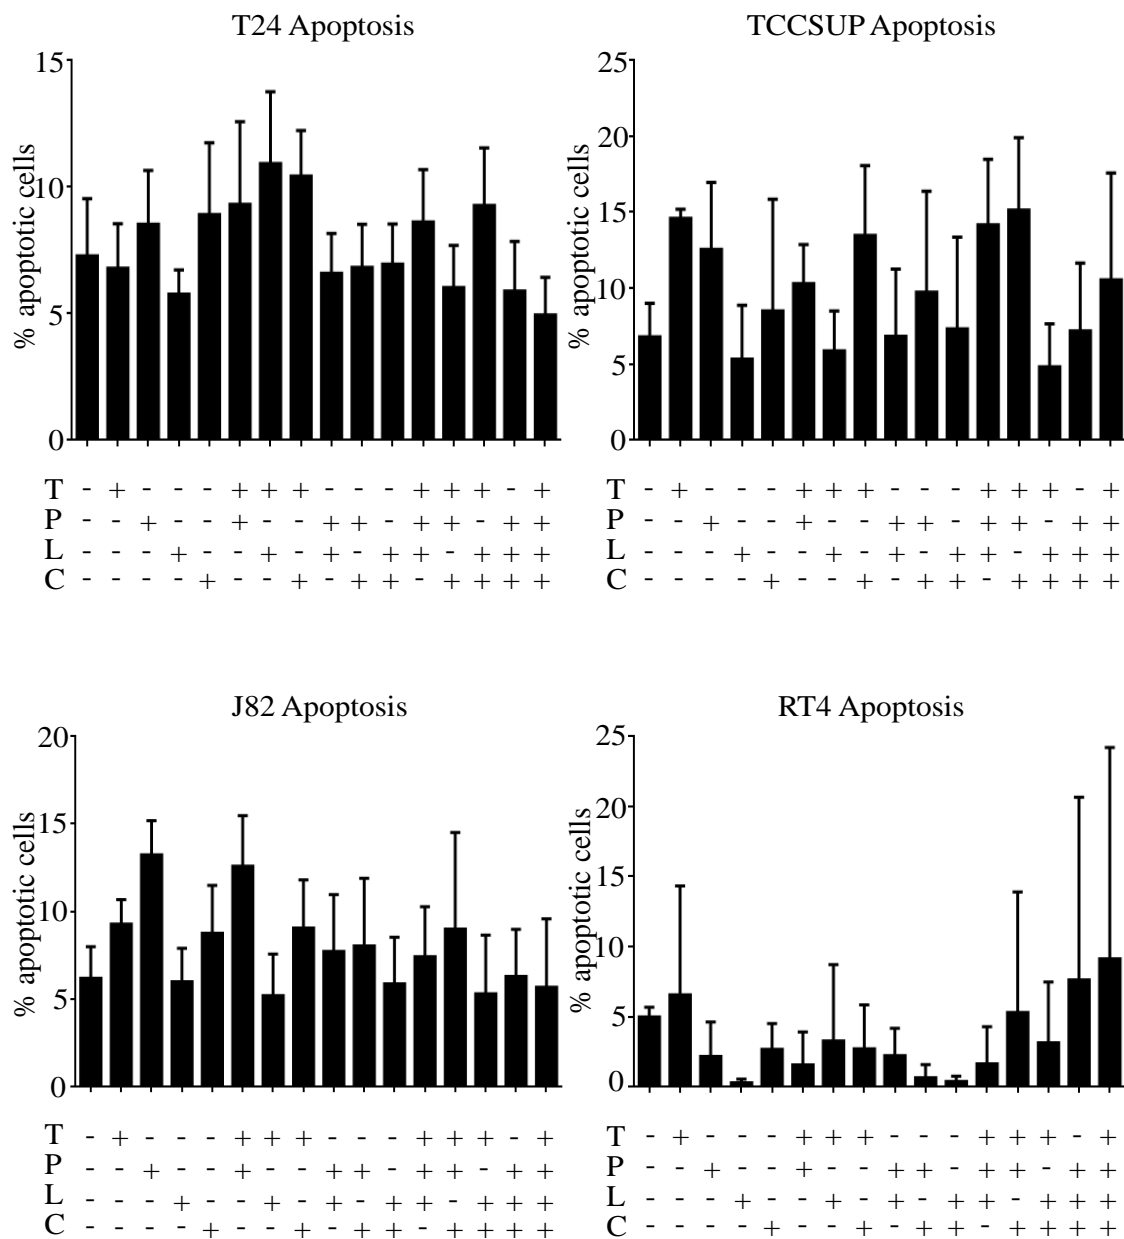 T24 Apoptosis
% apoptotic cells
15
10
5
0
T - + - - - + + + - - - + + + - +
P - - + - - + - - + + - + + - + +
L - - - + - - + - + - + + - + + +
C - - - - + - - + - + + - + + + +
TCCSUP Apoptosis
% apoptotic cells
25
20
15
10
5
0
T - + - - - + + + - - - + + + - +
P - - + - - + - - + + - + + - + +
L - - - + - - + - + - + + - + + +
C - - - - + - - + - + + - + + + +
J82 Apoptosis
% apoptotic cells
20
15
10
5
0
T - + - - - + + + - - - + + + - +
P - - + - - + - - + + - + + - + +
L - - - + - - + - + - + + - + + +
C - - - - + - - + - + + - + + + +
RT4 Apoptosis
% apoptotic cells
25
20
15
10
5
0
T - + - - - + + + - - - + + + - +
P - - + - - + - - + + - + + - + +
L - - - + - - + - + - + + - + + +
C - - - - + - - + - + + - + + + +